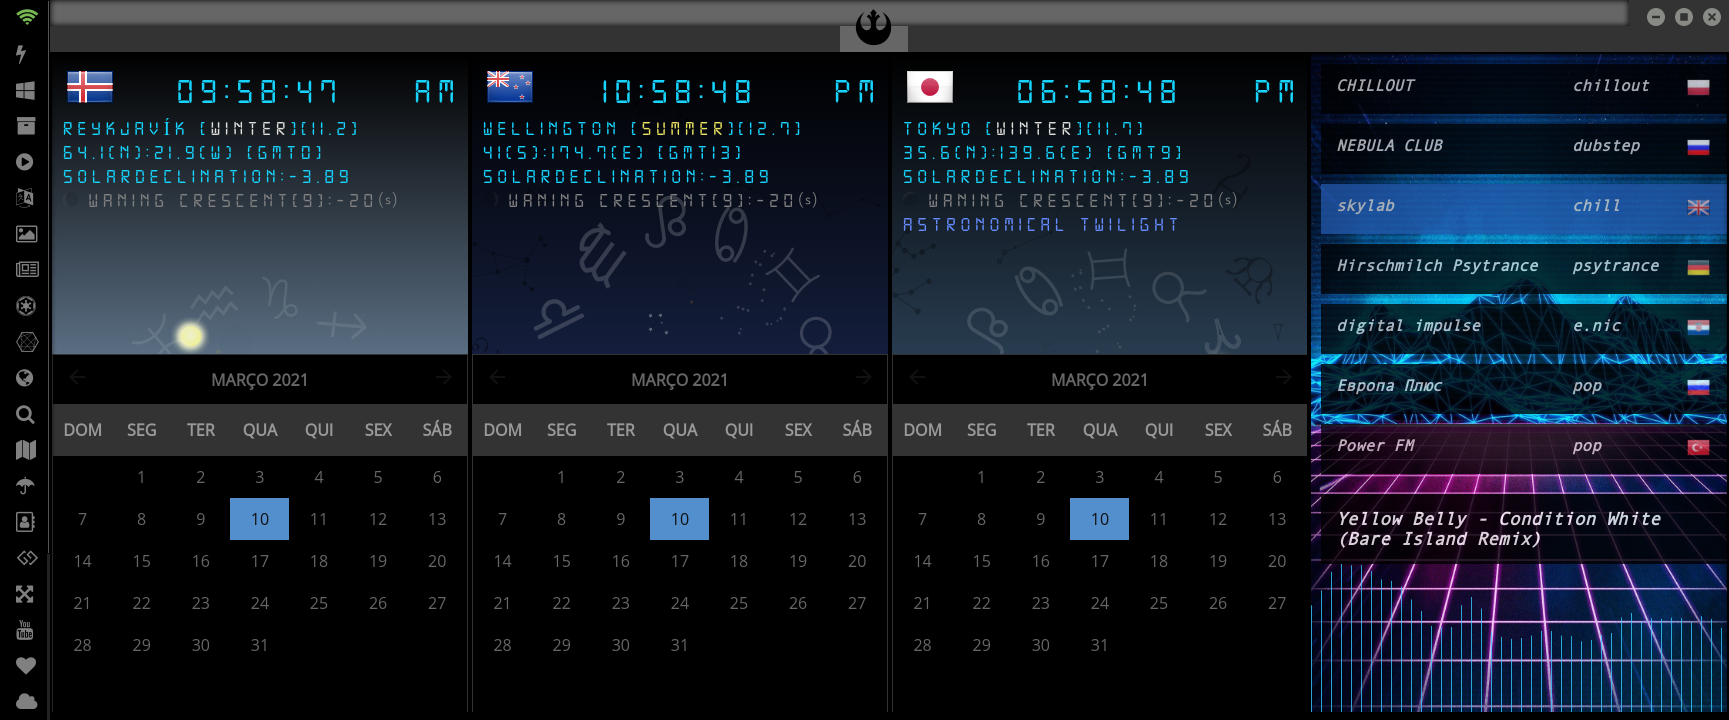 09:58:47 AM
REYKJAVÍK [WINTER][11.2]
64.1(N):21.9(W) [GMT0]
SOLARDECLINATION:-3.89
WANING CRESCENT[9]:-20(s)
MARÇO 2021
DOM SEG TER QUA QUI SEX SÁB
1 2 3 4 5 6
7 8 9 10 11 12 13
14 15 16 17 18 19 20
21 22 23 24 25 26 27
28 29 30 31
10:58:48 PM
WELLINGTON [SUMMER][12.7]
41(S):174.7(E) [GMT13]
SOLARDECLINATION:-3.89
WANING CRESCENT[9]:-20(s)
MARÇO 2021
DOM SEG TER QUA QUI SEX SÁB
1 2 3 4 5 6
7 8 9 10 11 12 13
14 15 16 17 18 19 20
21 22 23 24 25 26 27
28 29 30 31
06:58:48 PM
TOKYO [WINTER][11.7]
35.6(N):139.6(E) [GMT9]
SOLARDECLINATION:-3.89
WANING CRESCENT[9]:-20(s)
ASTRONOMICAL TWILIGHT
MARÇO 2021
DOM SEG TER QUA QUI SEX SÁB
1 2 3 4 5 6
7 8 9 10 11 12 13
14 15 16 17 18 19 20
21 22 23 24 25 26 27
28 29 30 31
CHILLOUT chillout
NEBULA CLUB dubstep
skylab chill
Hirschmilch Psytrance psytrance
digital impulse e.nic
Европа Плюс pop
Power FM pop
Yellow Belly - Condition White
(Bare Island Remix)
You
Tube